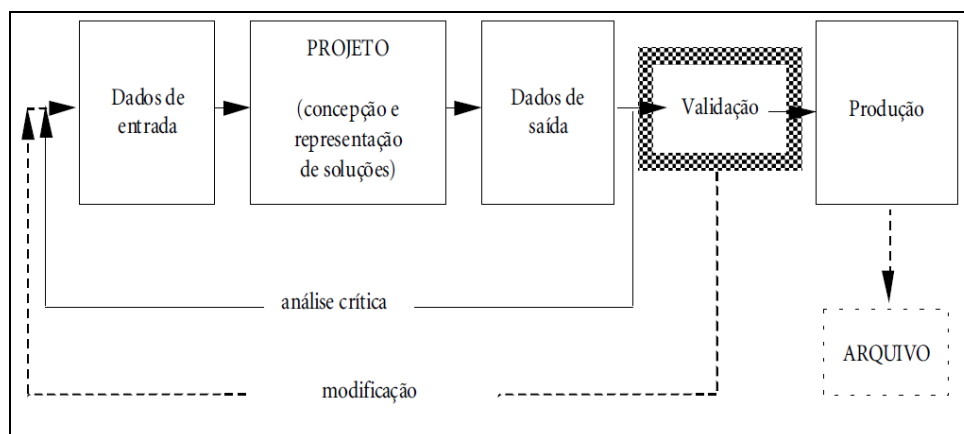 Dados de
entrada
PROJETO
(concepção e
representação
de soluções)
Dados de
saída
Validação
Produção
análise crítica
modificação
ARQUIVO